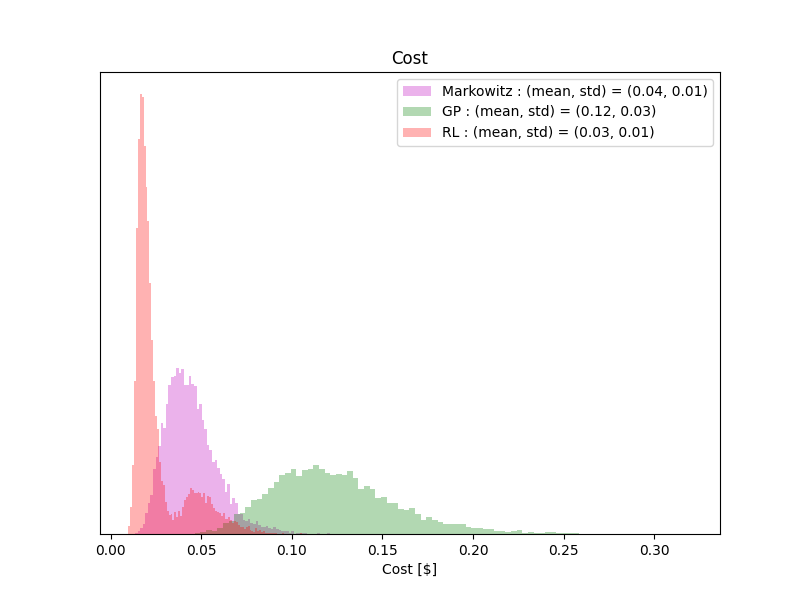 Cost
Markowitz : (mean, std) = (0.04, 0.01)
GP : (mean, std) = (0.12, 0.03)
RL : (mean, std) = (0.03, 0.01)
0.00 0.05 0.10 0.15 0.20 0.25 0.30
Cost [$]